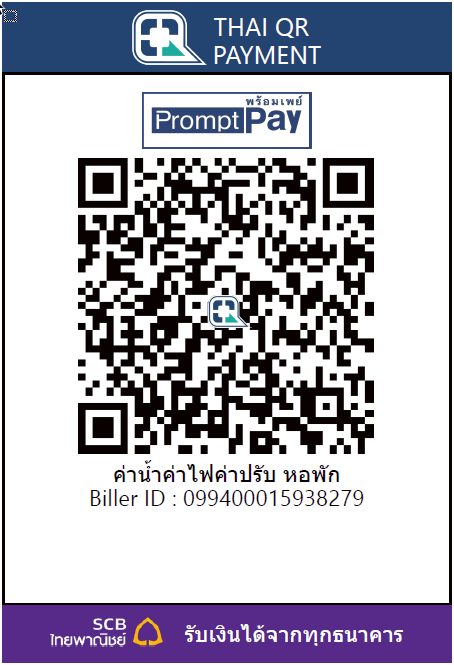 THAI QR
PAYMENT
พร้อมเพย์
PromptPay
ค่าน้ำค่าไฟค่าปรับ หอพัก
Biller ID : 099400015938279
SCB
ไทยพาณิชย์
รับเงินได้จากทุกธนาคาร